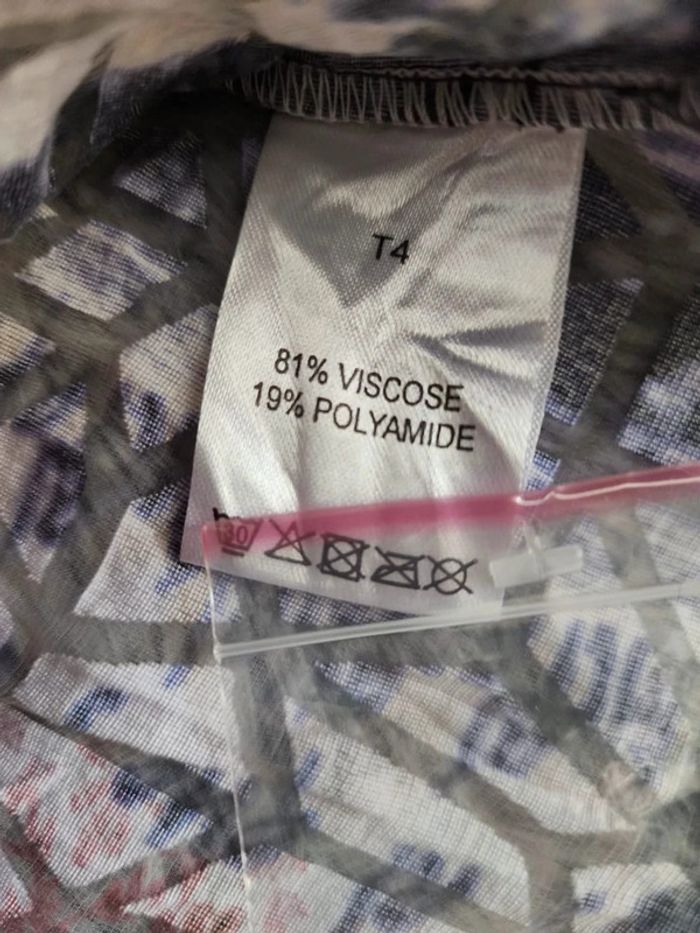 T4
81% VISCOSE
19% POLYAMIDE
30